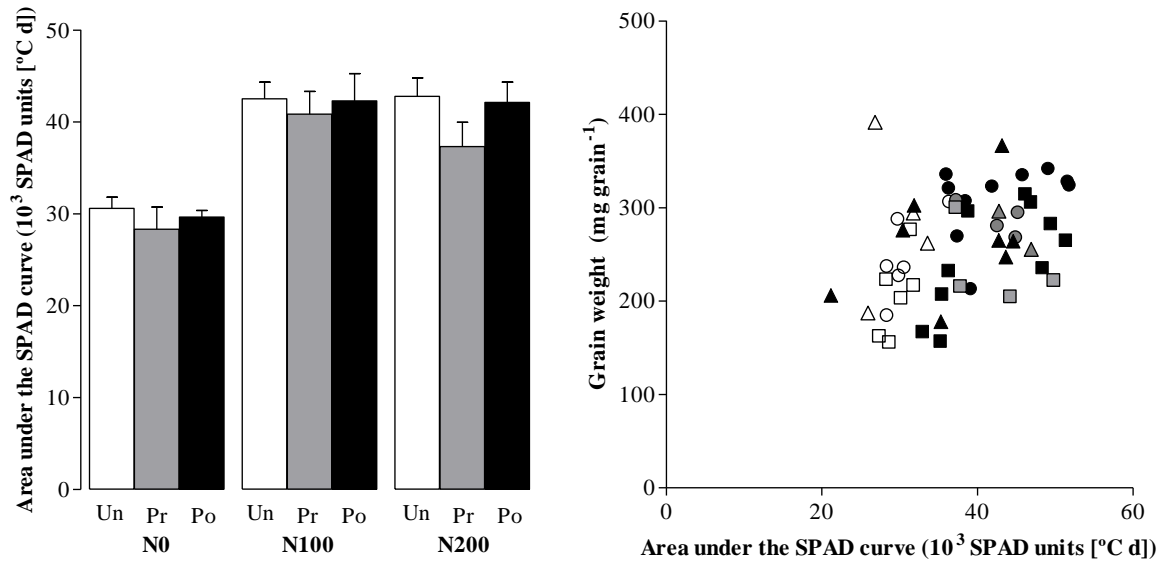 Area under the SPAD curve (10³ SPAD units [ºC d]
50
40
30
20
10
0
Un Pr Po Un Pr Po Un Pr Po
N0 N100 N200
Grain weight (mg grain⁻¹)
500
400
300
200
100
0
0 20 40 60
Area under the SPAD curve (10³ SPAD units [ºC d])